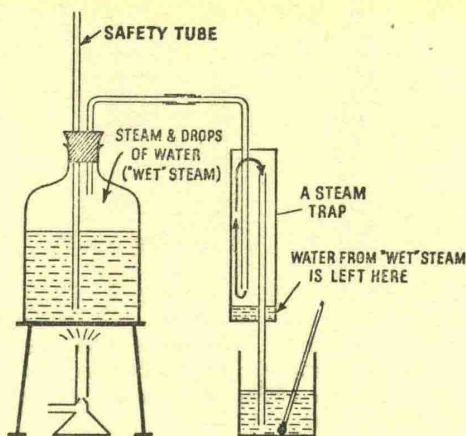 SAFETY TUBE
STEAM & DROPS
OF WATER
("WET" STEAM)
A STEAM
TRAP
WATER FROM "WET" STEAM
IS LEFT HERE